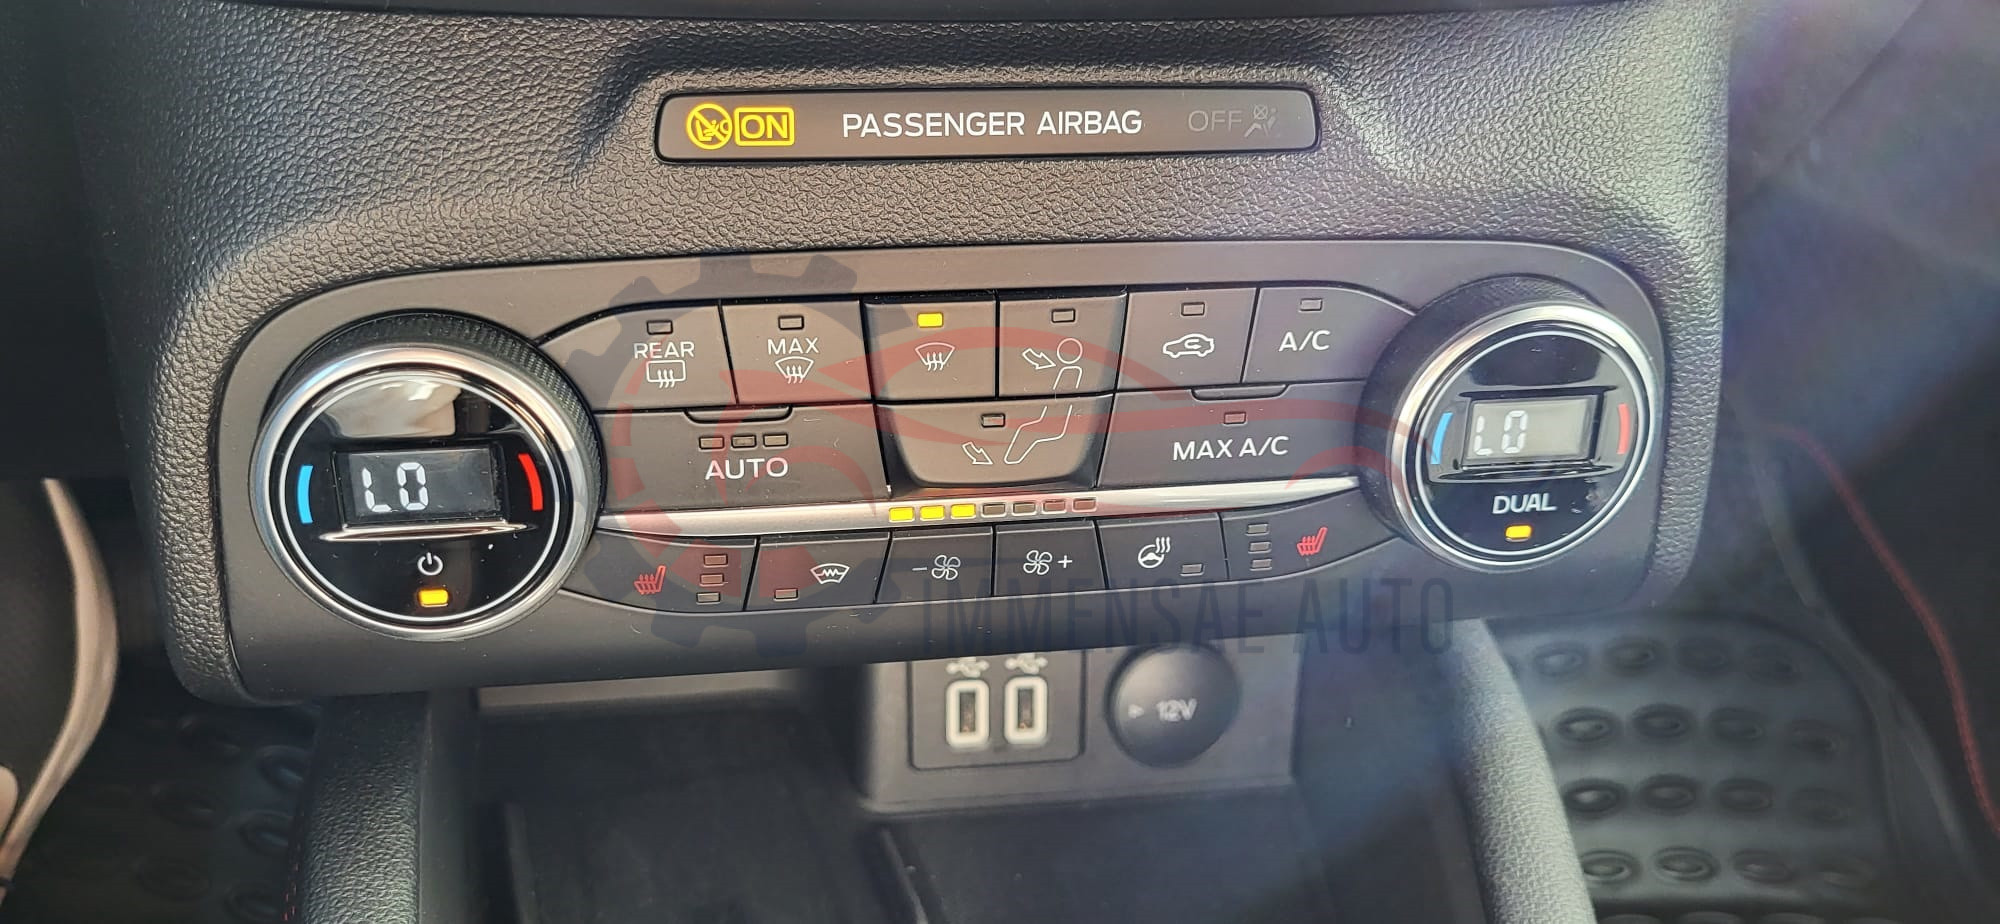 ON PASSENGER AIRBAG OFF
REAR MAX A/C
AUTO MAX A/C
LO LO
DUAL
IMMENSAE AUTO
12V